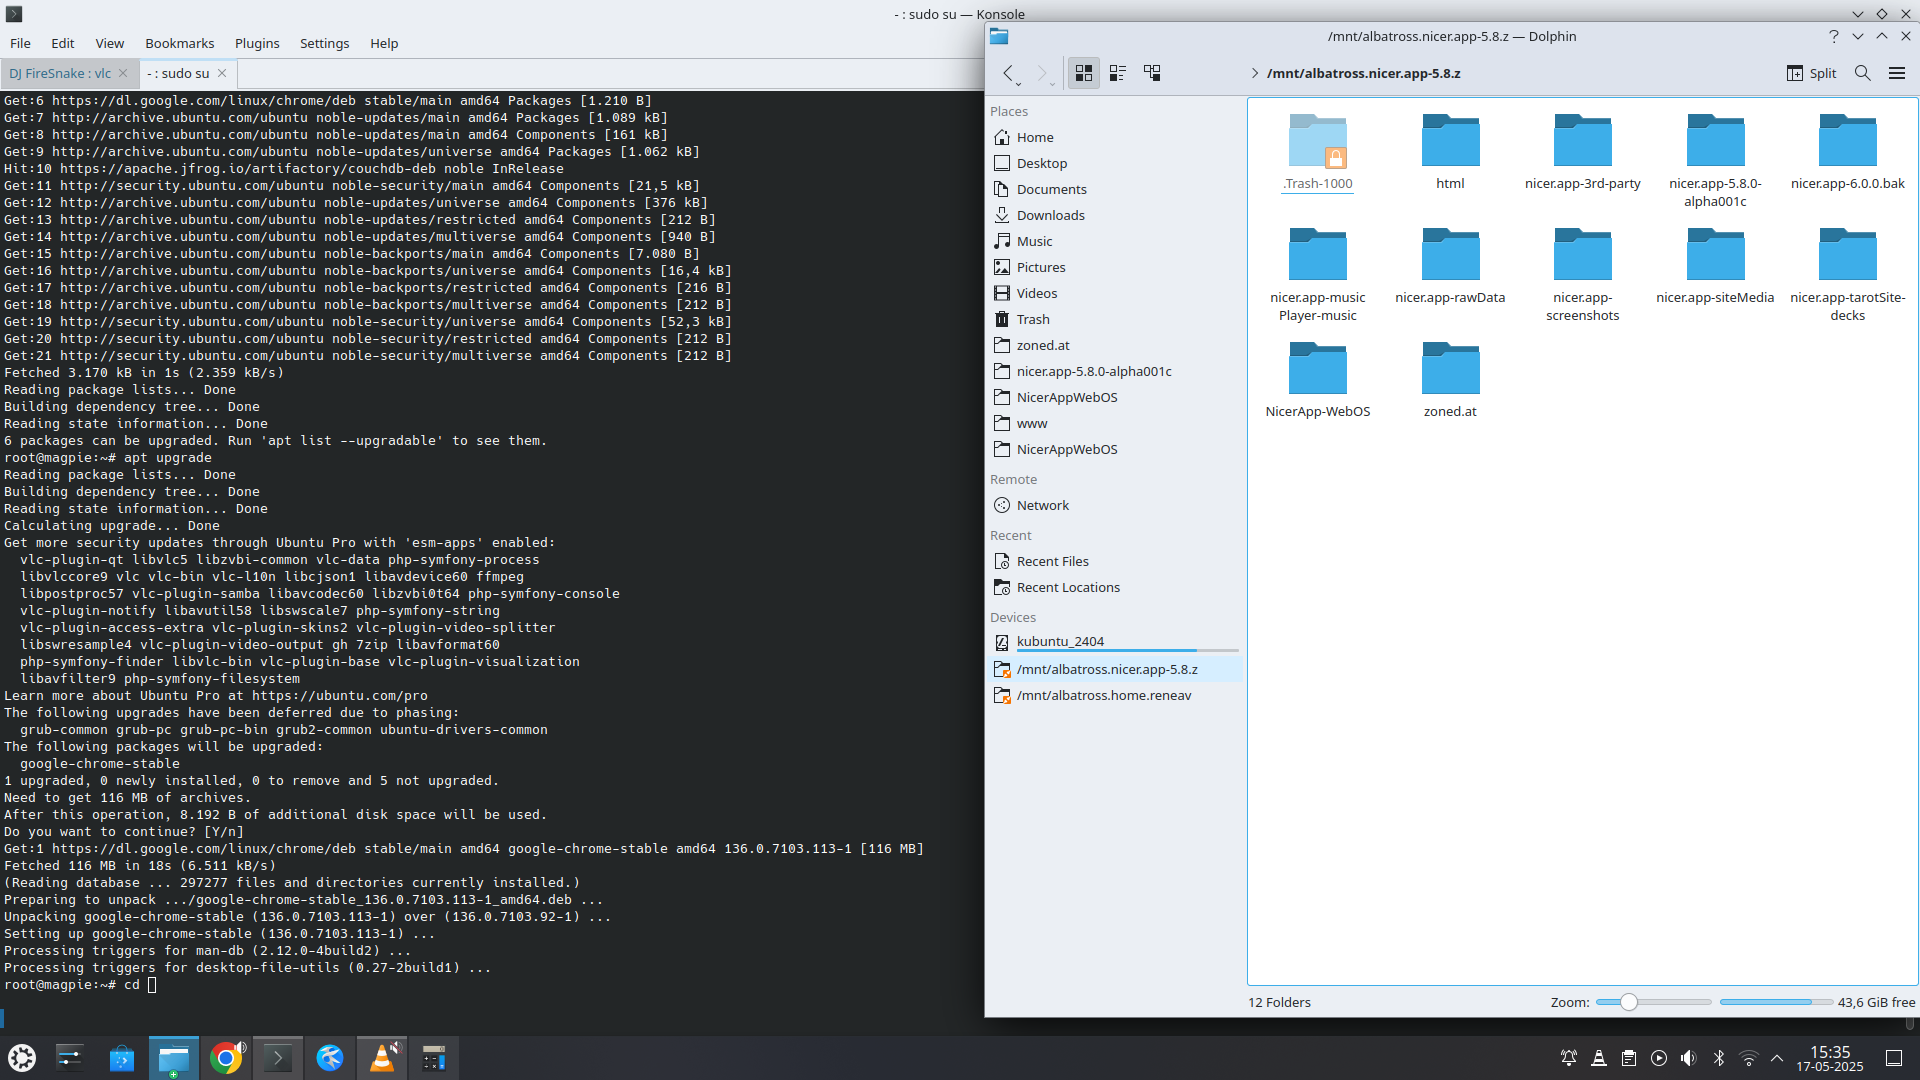 - : sudo su — Konsole
File Edit View Bookmarks Plugins Settings Help
DJ FireSnake : vlc
- : sudo su
Get:6 https://dl.google.com/linux/chrome/deb stable/main amd64 Packages [1.210 B]
Get:7 http://archive.ubuntu.com/ubuntu noble-updates/main amd64 Packages [1.089 kB]
Get:8 http://archive.ubuntu.com/ubuntu noble-updates/main amd64 Components [161 kB]
Get:9 http://archive.ubuntu.com/ubuntu noble-updates/universe amd64 Packages [1.062 kB]
Hit:10 https://apache.jfrog.io/artifactory/couchdb-deb noble InRelease
Get:11 http://security.ubuntu.com/ubuntu noble-security/main amd64 Components [21,5 kB]
Get:12 http://archive.ubuntu.com/ubuntu noble-updates/universe amd64 Components [376 kB]
Get:13 http://archive.ubuntu.com/ubuntu noble-updates/restricted amd64 Components [212 B]
Get:14 http://archive.ubuntu.com/ubuntu noble-updates/multiverse amd64 Components [940 B]
Get:15 http://archive.ubuntu.com/ubuntu noble-backports/main amd64 Components [7.080 B]
Get:16 http://archive.ubuntu.com/ubuntu noble-backports/universe amd64 Components [16,4 kB]
Get:17 http://archive.ubuntu.com/ubuntu noble-backports/restricted amd64 Components [216 B]
Get:18 http://archive.ubuntu.com/ubuntu noble-backports/multiverse amd64 Components [212 B]
Get:19 http://security.ubuntu.com/ubuntu noble-security/universe amd64 Components [52,3 kB]
Get:20 http://security.ubuntu.com/ubuntu noble-security/restricted amd64 Components [212 B]
Get:21 http://security.ubuntu.com/ubuntu noble-security/multiverse amd64 Components [212 B]
Fetched 3.170 kB in 1s (2.359 kB/s)
Reading package lists... Done
Building dependency tree... Done
Reading state information... Done
6 packages can be upgraded. Run 'apt list --upgradable' to see them.
root@magpie:~# apt upgrade
Reading package lists... Done
Building dependency tree... Done
Reading state information... Done
Calculating upgrade... Done
Get more security updates through Ubuntu Pro with 'esm-apps' enabled:
vlc-plugin-qt libvlc5 libzvbi-common vlc-data php-symfony-process
libvlccore9 vlc vlc-bin vlc-l10n libcjson1 libavdevice60 ffmpeg
libpostproc57 vlc-plugin-samba libavcodec60 libzvbi0t64 php-symfony-console
vlc-plugin-notify libavutil58 libswscale7 php-symfony-string
vlc-plugin-access-extra vlc-plugin-skins2 vlc-plugin-video-splitter
libswresample4 vlc-plugin-video-output gh 7zip libavformat60
php-symfony-finder libvlc-bin vlc-plugin-base vlc-plugin-visualization
libavfilter9 php-symfony-filesystem
Learn more about Ubuntu Pro at https://ubuntu.com/pro
The following upgrades have been deferred due to phasing:
grub-common grub-pc grub-pc-bin grub2-common ubuntu-drivers-common
The following packages will be upgraded:
google-chrome-stable
1 upgraded, 0 newly installed, 0 to remove and 5 not upgraded.
Need to get 116 MB of archives.
After this operation, 8.192 B of additional disk space will be used.
Do you want to continue? [Y/n]
Get:1 https://dl.google.com/linux/chrome/deb stable/main amd64 google-chrome-stable amd64 136.0.7103.113-1 [116 MB]
Fetched 116 MB in 18s (6.511 kB/s)
(Reading database ... 297277 files and directories currently installed.)
Preparing to unpack .../google-chrome-stable_136.0.7103.113-1_amd64.deb ...
Unpacking google-chrome-stable (136.0.7103.113-1) over (136.0.7103.92-1) ...
Setting up google-chrome-stable (136.0.7103.113-1) ...
Processing triggers for man-db (2.12.0-4build2) ...
Processing triggers for desktop-file-utils (0.27-2build1) ...
root@magpie:~# cd
/mnt/albatross.nicer.app-5.8.z — Dolphin
/mnt/albatross.nicer.app-5.8.z
Split
Places
Home
Desktop
Documents
Downloads
Music
Pictures
Videos
Trash
zoned.at
nicer.app-5.8.0-alpha001c
NicerAppWebOS
www
NicerAppWebOS
Remote
Network
Recent
Recent Files
Recent Locations
Devices
kubuntu_2404
/mnt/albatross.nicer.app-5.8.z
/mnt/albatross.home.reneav
.Trash-1000
html
nicer.app-3rd-party
nicer.app-5.8.0-
alpha001c
nicer.app-6.0.0.bak
nicer.app-music
Player-music
nicer.app-rawData
nicer.app-
screenshots
nicer.app-siteMedia
nicer.app-tarotSite-
decks
NicerApp-WebOS
zoned.at
12 Folders
Zoom:
43,6 GiB free
15:35
17-05-2025